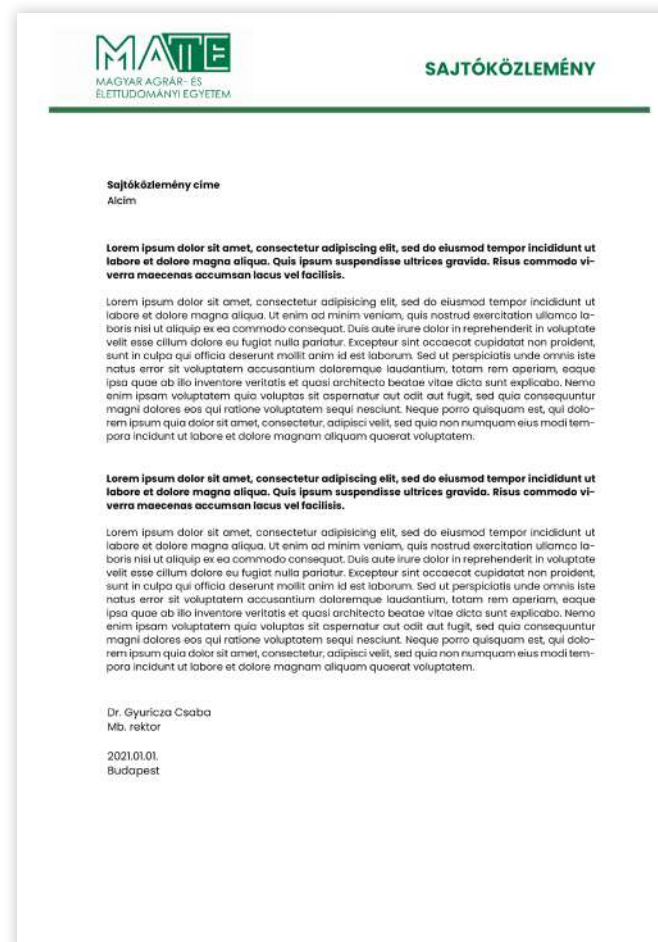 MATE
MAGYAR AGRÁR- ÉS
ÉLETTUDOMÁNYI EGYETEM
SAJTÓKÖZLEMÉNY
Sajtóközlemény címe
Alcím
Lorem ipsum dolor sit amet, consectetur adipiscing elit, sed do eiusmod tempor incididunt ut
labore et dolore magna aliqua. Quis ipsum suspendisse ultrices gravida. Risus commodo vi-
verra maecenas accumsan lacus vel facilisis.
Lorem ipsum dolor sit amet, consectetur adipisicing elit, sed do eiusmod tempor incididunt ut
labore et dolore magna aliqua. Ut enim ad minim veniam, quis nostrud exercitation ullamco la-
boris nisi ut aliquip ex ea commodo consequat. Duis aute irure dolor in reprehenderit in voluptate
velit esse cillum dolore eu fugiat nulla pariatur. Excepteur sint occaecat cupidatat non proident,
sunt in culpa qui officia deserunt mollit anim id est laborum. Sed ut perspiciatis unde omnis iste
natus error sit voluptatem accusantium doloremque laudantium, totam rem aperiam, eaque
ipsa quae ab illo inventore veritatis et quasi architecto beatae vitae dicta sunt explicabo. Nemo
enim ipsam voluptatem quia voluptas sit aspernatur aut odit aut fugit, sed quia consequuntur
magni dolores eos qui ratione voluptatem sequi nesciunt. Neque porro quisquam est, qui dolo-
rem ipsum quia dolor sit amet, consectetur, adipisci velit, sed quia non numquam eius modi tem-
pora incidunt ut labore et dolore magnam aliquam quaerat voluptatem.
Lorem ipsum dolor sit amet, consectetur adipiscing elit, sed do eiusmod tempor incididunt ut
labore et dolore magna aliqua. Quis ipsum suspendisse ultrices gravida. Risus commodo vi-
verra maecenas accumsan lacus vel facilisis.
Lorem ipsum dolor sit amet, consectetur adipisicing elit, sed do eiusmod tempor incididunt ut
labore et dolore magna aliqua. Ut enim ad minim veniam, quis nostrud exercitation ullamco la-
boris nisi ut aliquip ex ea commodo consequat. Duis aute irure dolor in reprehenderit in voluptate
velit esse cillum dolore eu fugiat nulla pariatur. Excepteur sint occaecat cupidatat non proident,
sunt in culpa qui officia deserunt mollit anim id est laborum. Sed ut perspiciatis unde omnis iste
natus error sit voluptatem accusantium doloremque laudantium, totam rem aperiam, eaque
ipsa quae ab illo inventore veritatis et quasi architecto beatae vitae dicta sunt explicabo. Nemo
enim ipsam voluptatem quia voluptas sit aspernatur aut odit aut fugit, sed quia consequuntur
magni dolores eos qui ratione voluptatem sequi nesciunt. Neque porro quisquam est, qui dolo-
rem ipsum quia dolor sit amet, consectetur, adipisci velit, sed quia non numquam eius modi tem-
pora incidunt ut labore et dolore magnam aliquam quaerat voluptatem.
Dr. Gyuricza Csaba
Mb. rektor
2021.01.01.
Budapest